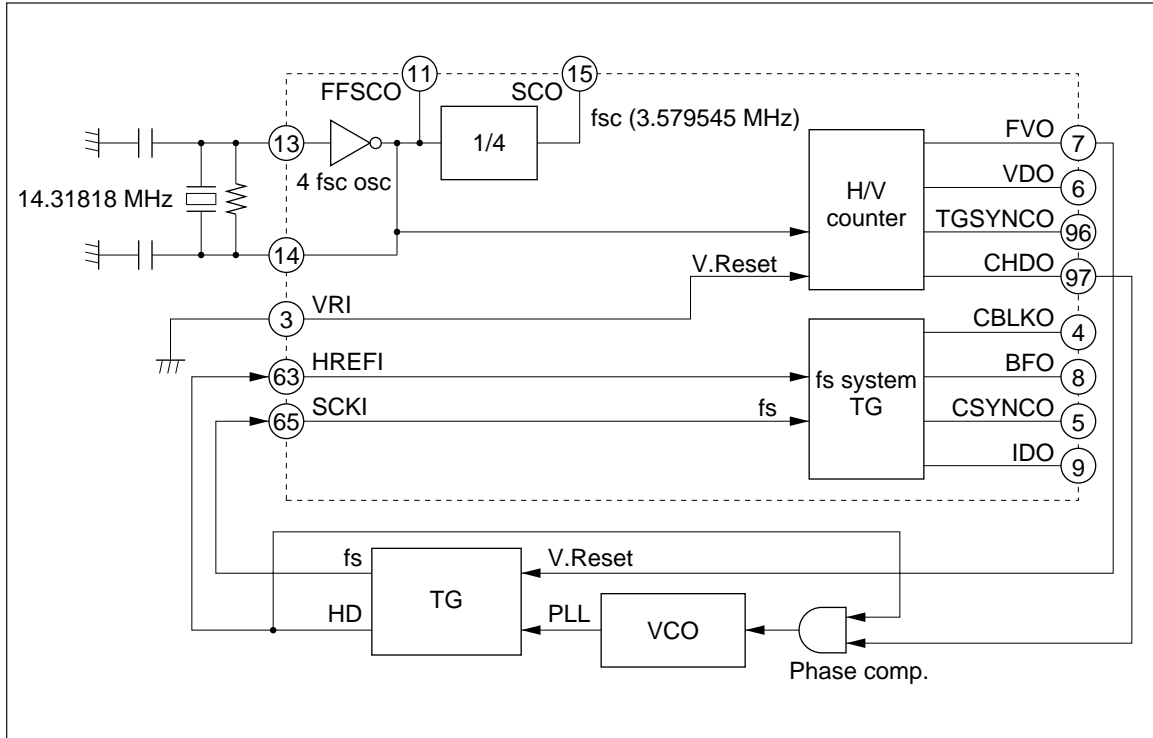 11
15
FFSCO
SCO
fsc (3.579545 MHz)
13
4 fsc osc
1/4
14.31818 MHz
14
H/V
counter
FVO
7
VDO
6
TGSYNCO
96
CHDO
97
V.Reset
3
VRI
63
HREFI
65
SCKI
fs
fs system
TG
CBLKO
4
BFO
8
CSYNCO
5
IDO
9
fs
HD
TG
V.Reset
PLL
VCO
Phase comp.